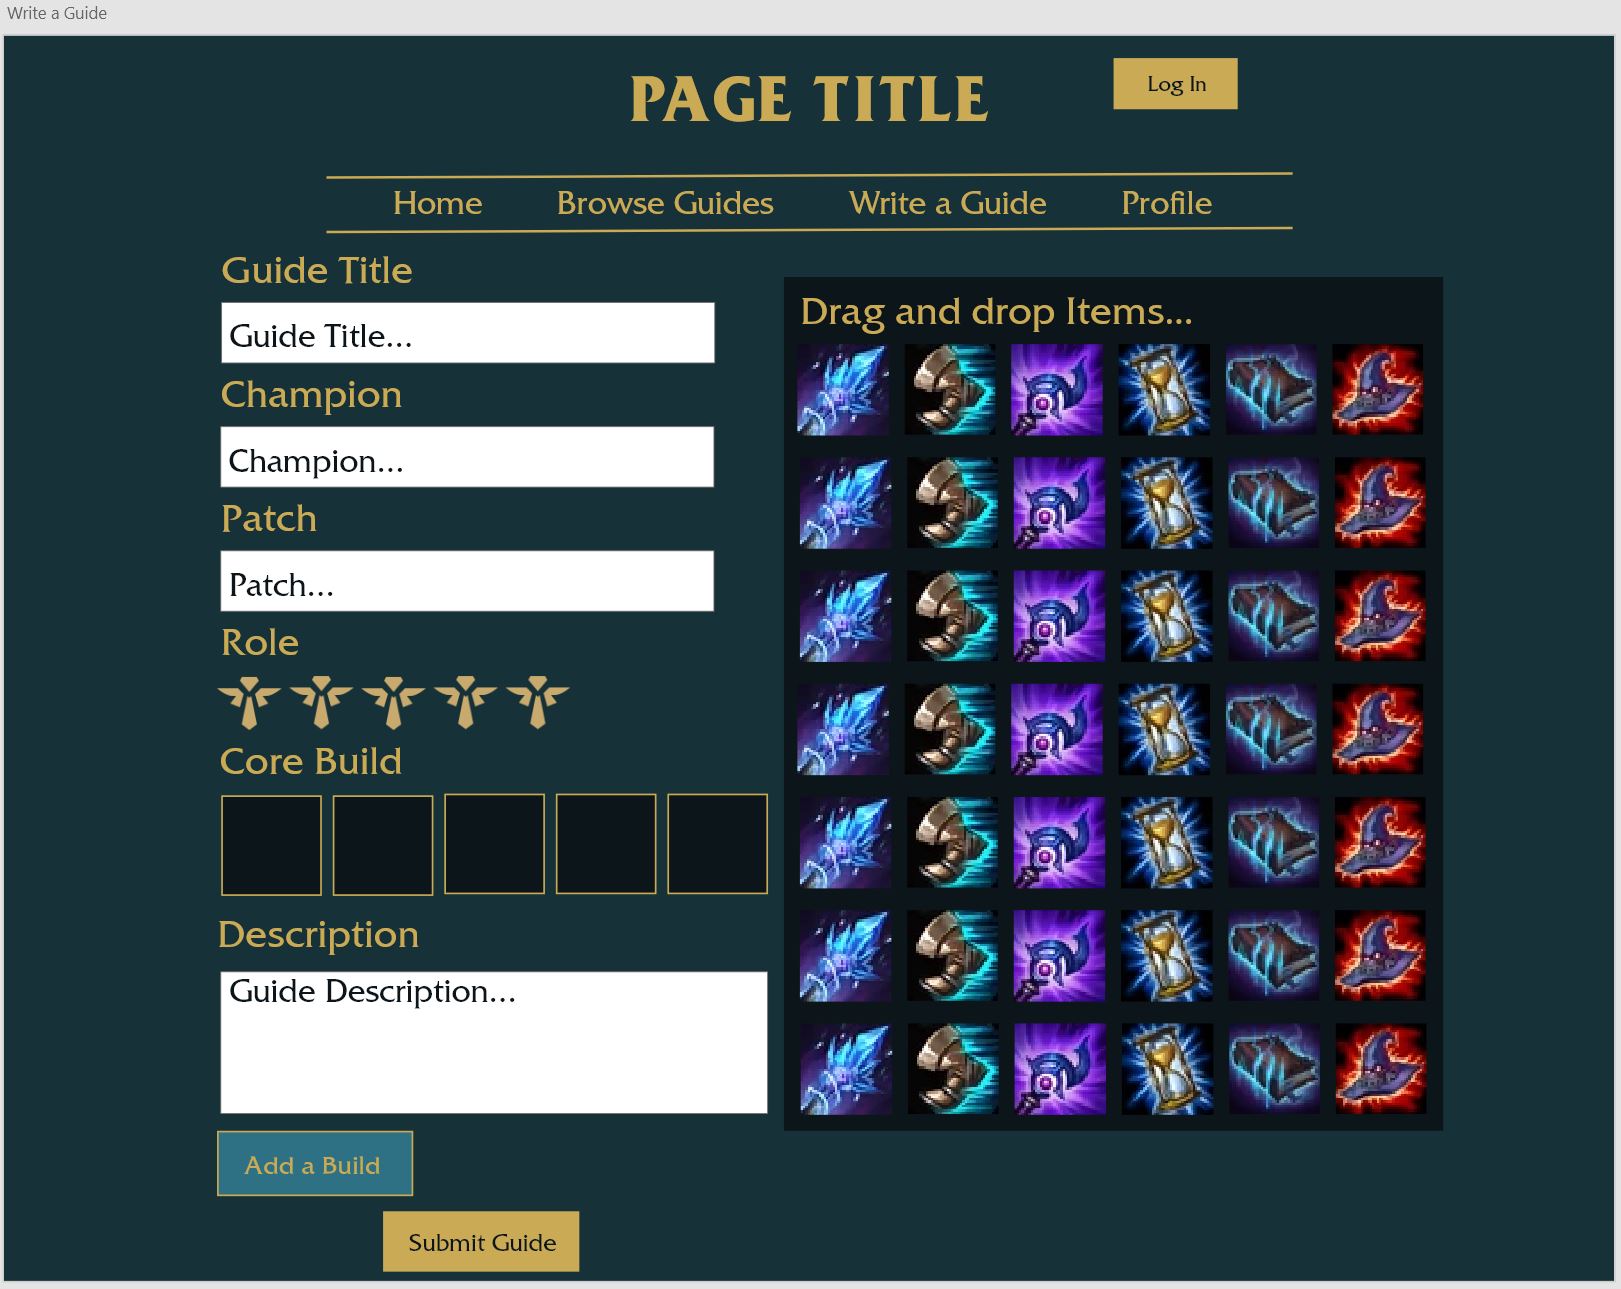 Write a Guide
PAGE TITLE
Log In
Home Browse Guides Write a Guide Profile
Guide Title
Guide Title...
Champion
Champion...
Patch
Patch...
Role
Core Build
Description
Guide Description...
Add a Build
Submit Guide
Drag and drop Items...